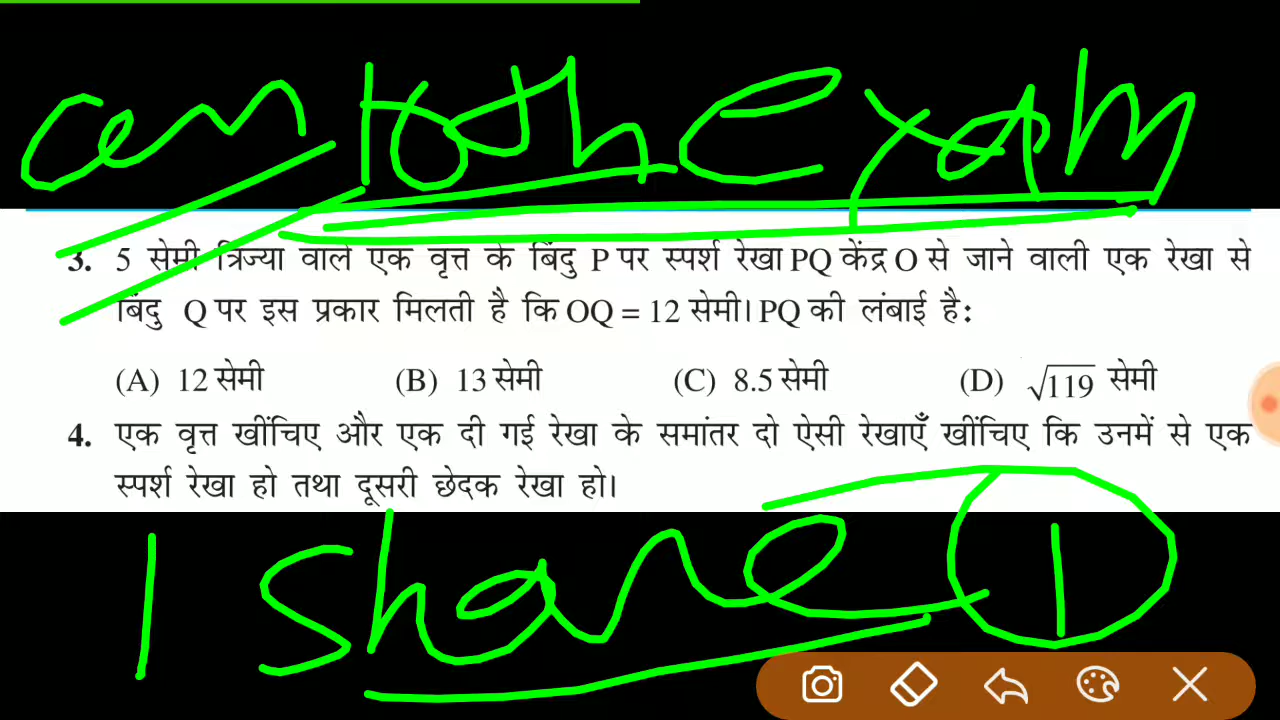 10th exam
3. 5 सेमी त्रिज्या वाले एक वृत्त के बिंदु P पर स्पर्श रेखा PQ केंद्र O से जाने वाली एक रेखा से
बिंदु Q पर इस प्रकार मिलती है कि OQ = 12 सेमी। PQ की लंबाई है:
(A) 12 सेमी (B) 13 सेमी (C) 8.5 सेमी (D) √119 सेमी
4. एक वृत्त खींचिए और एक दी गई रेखा के समांतर दो ऐसी रेखाएँ खींचिए कि उनमें से एक
स्पर्श रेखा हो तथा दूसरी छेदक रेखा हो।
1 share 1